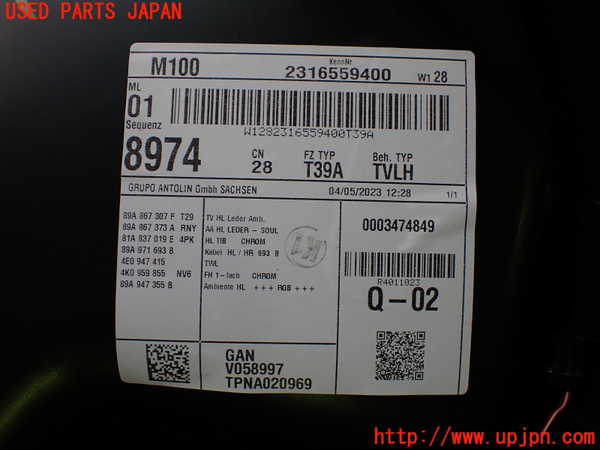 USED PARTS JAPAN
M100
KennNr
2316559400
W1 28
ML
01
Sequenz
8974
W1282316559400T39A
CN
28
FZ TYP
T39A
Beh. TYP
TVLH
GRUPO ANTOLIN GmbH SACHSEN
04/05/2023 12:28
1/1
89A 867 307 F T29
89A 867 373 A RNY
81A 837 019 E 4PK
89A 971 693 B
4E0 947 415
4K0 959 855 NV6
89A 947 355 B
TV HL Leder Amb.
AA HL LEDER - SOUL
HL TIB CHROM
Kabel HL / HR 693 B
TWL
FH 1-fach CHROM
Ambiente HL +++ RGB +++
0003474849
R4011023
Q-02
GAN
V058997
TPNA020969
http://www.upjpn.com/